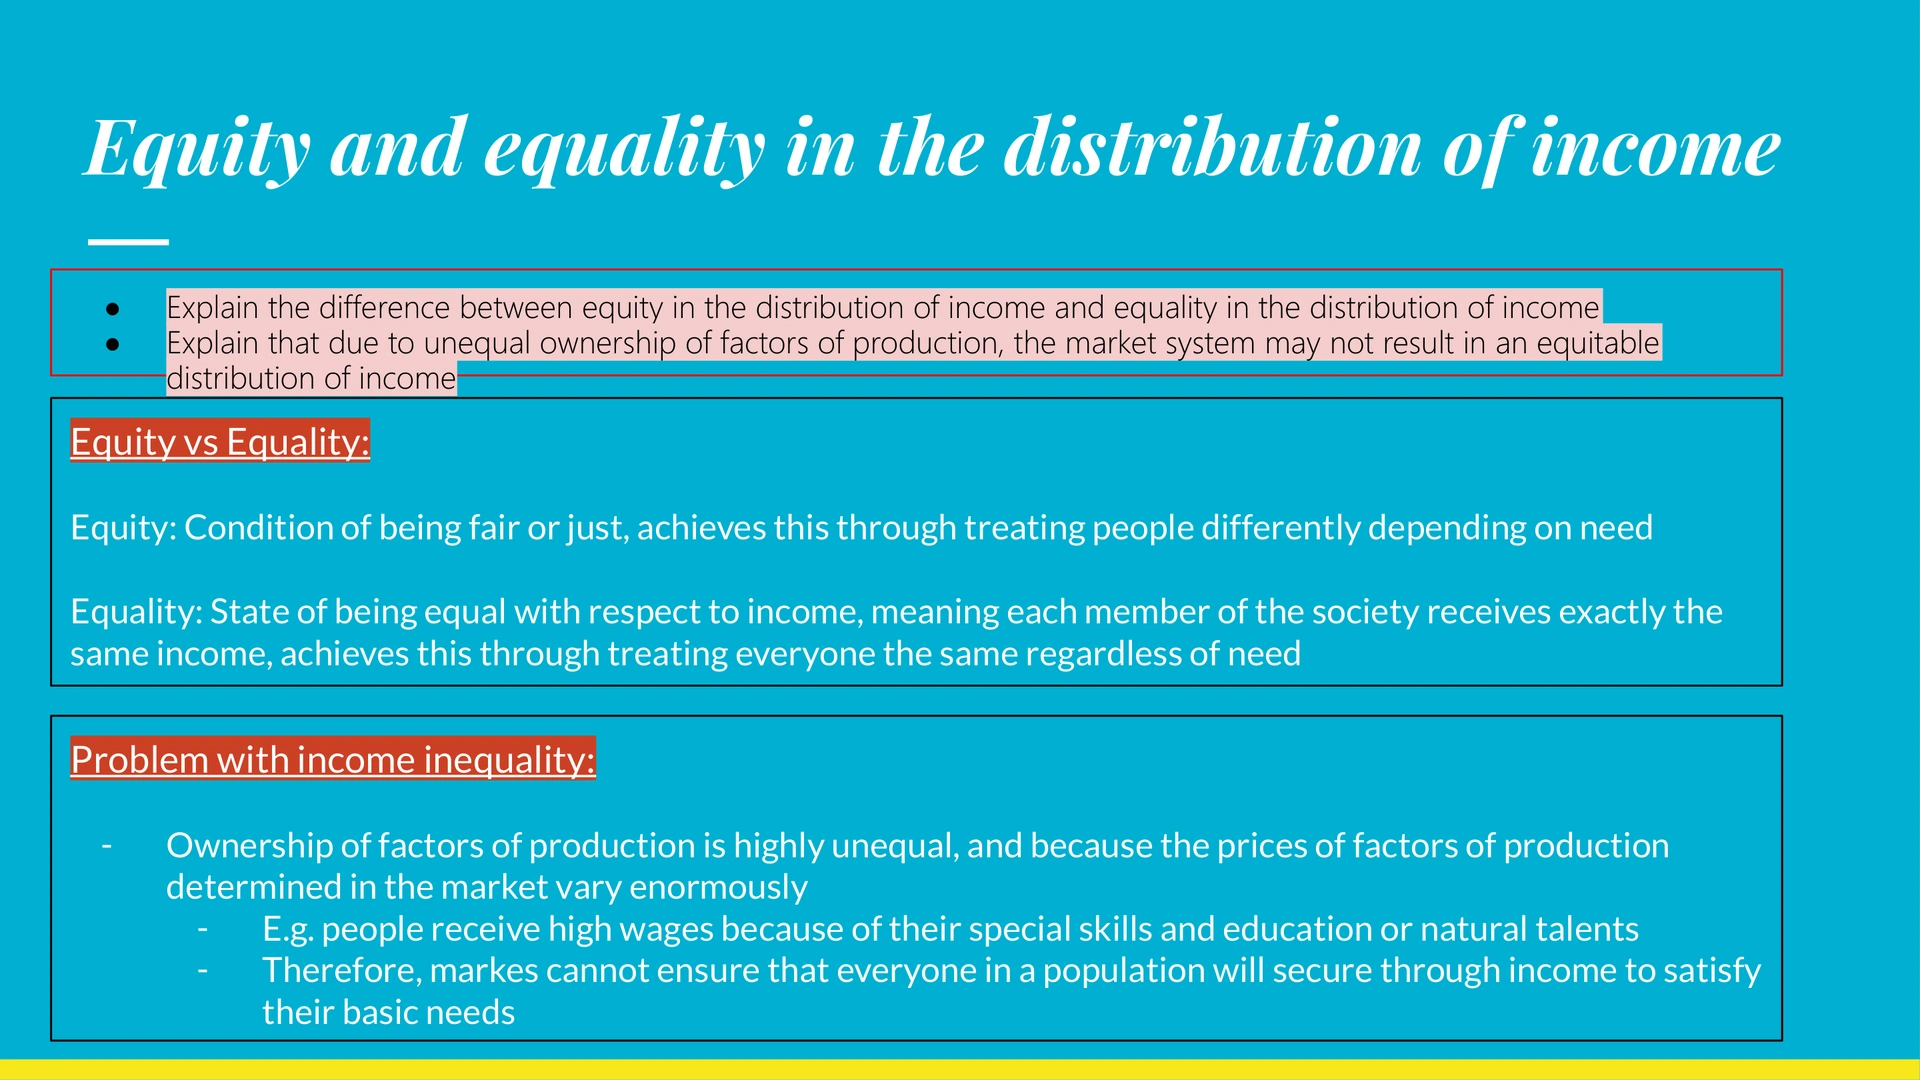 Equity and equality in the distribution of income
● Explain the difference between equity in the distribution of income and equality in the distribution of income
● Explain that due to unequal ownership of factors of production, the market system may not result in an equitable
distribution of income
Equity vs Equality:
Equity: Condition of being fair or just, achieves this through treating people differently depending on need
Equality: State of being equal with respect to income, meaning each member of the society receives exactly the
same income, achieves this through treating everyone the same regardless of need
Problem with income inequality:
- Ownership of factors of production is highly unequal, and because the prices of factors of production
determined in the market vary enormously
- E.g. people receive high wages because of their special skills and education or natural talents
- Therefore, markes cannot ensure that everyone in a population will secure through income to satisfy
their basic needs